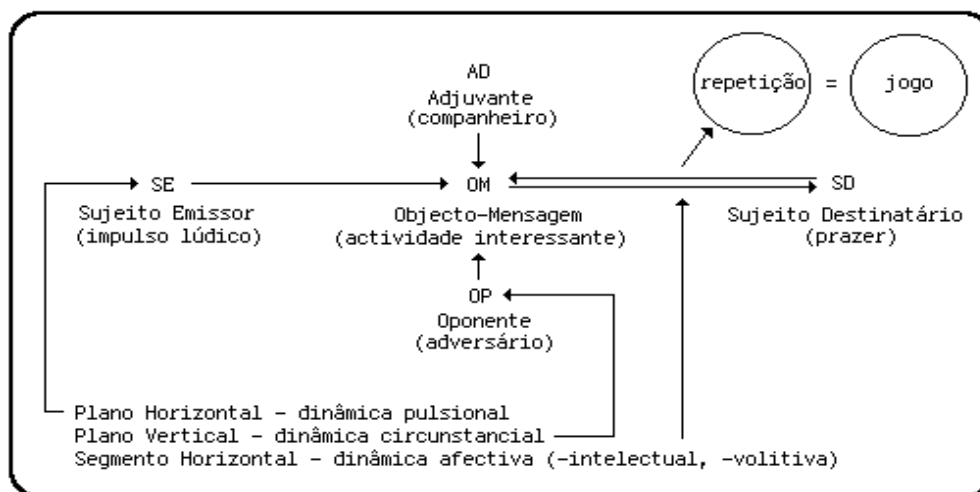 AD
Adjuvante
(companheiro)
repetição = jogo
SE
Sujeito Emissor
(impulso lúdico)
OM
Objecto-Mensagem
(actividade interessante)
SD
Sujeito Destinatário
(prazer)
OP
Oponente
(adversário)
Plano Horizontal – dinâmica pulsional
Plano Vertical – dinâmica circunstancial
Segmento Horizontal – dinâmica afectiva (-intelectual, -volitiva)